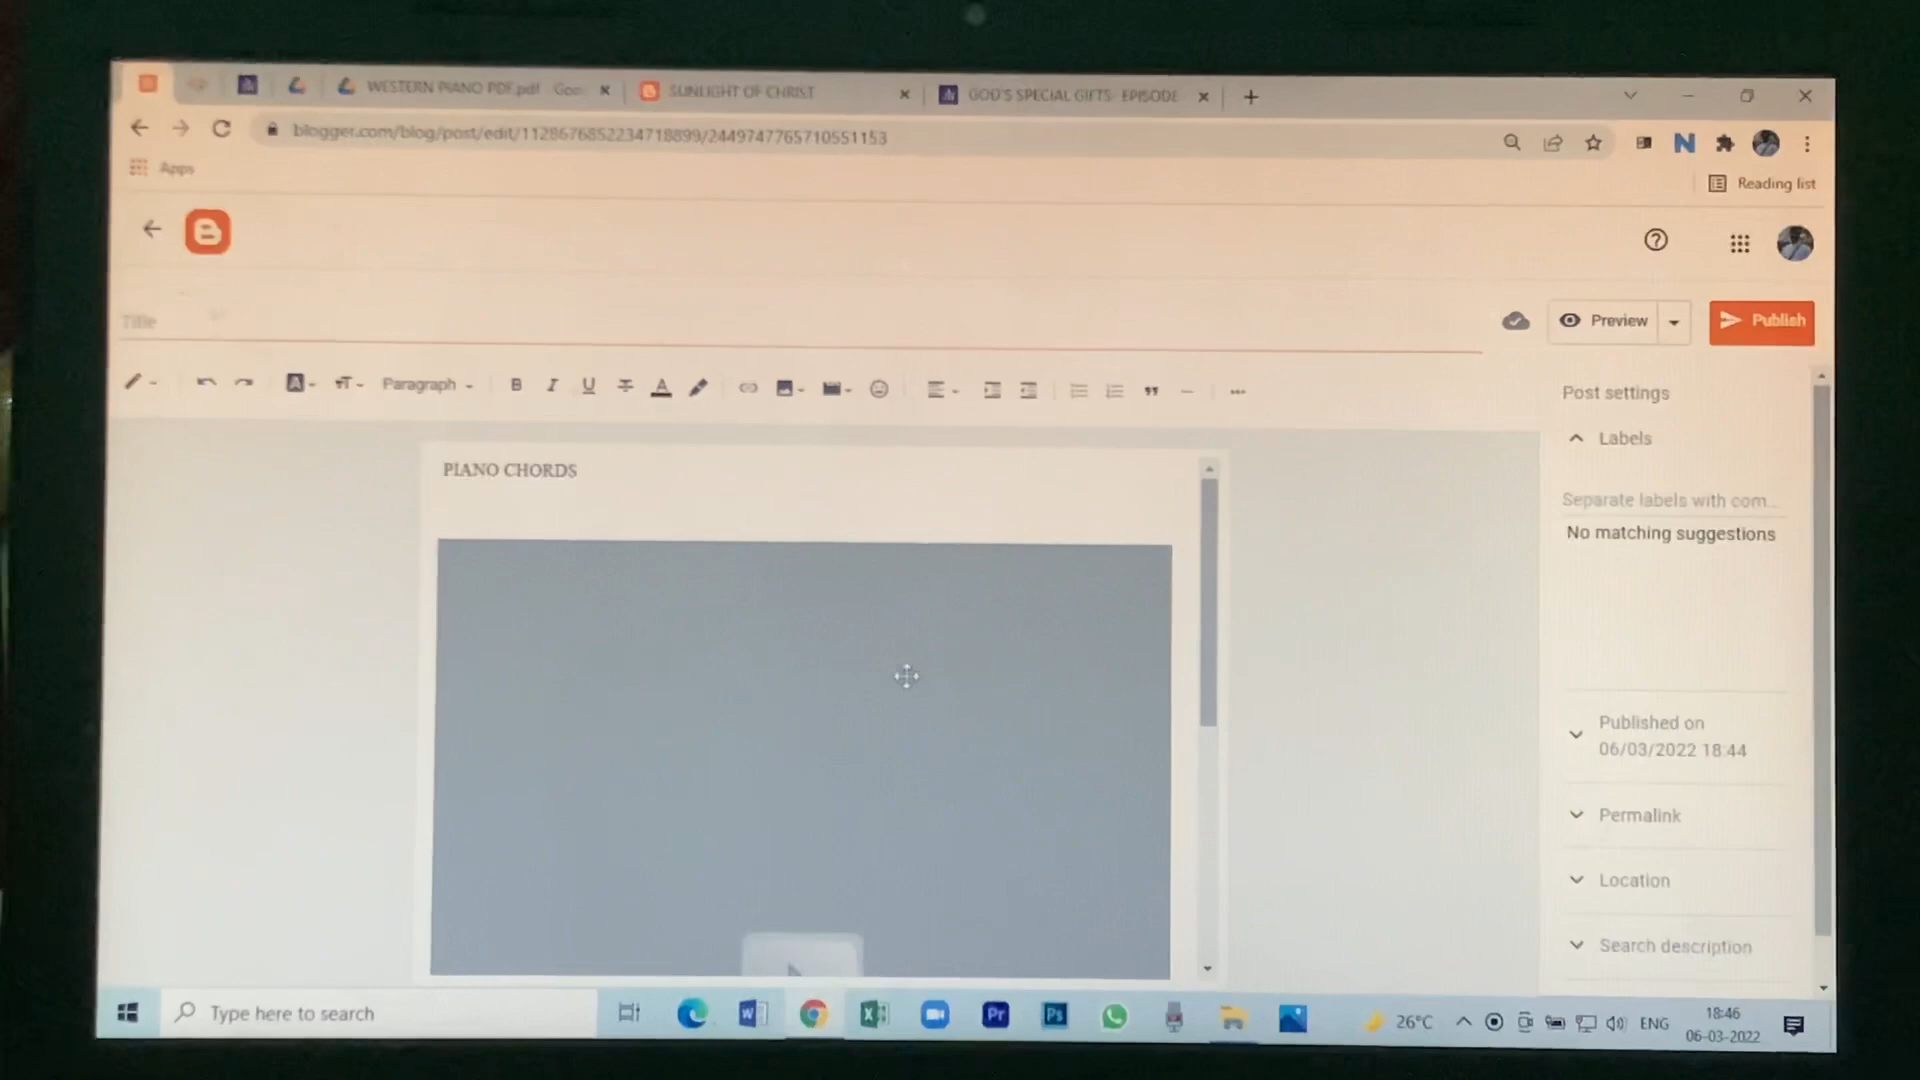 WESTERN PIANO PDF.pdf - Goo
SUNLIGHT OF CHRIST
GOD'S SPECIAL GIFTS- EPISODE
blogger.com/blog/post/edit/1128676852234718899/2449747765710551153
Apps
Reading list
Title
Preview
Publish
Paragraph
Post settings
Labels
PIANO CHORDS
Separate labels with com...
No matching suggestions
Published on
06/03/2022 18:44
Permalink
Location
Search description
Type here to search
26°C
ENG
18:46
06-03-2022